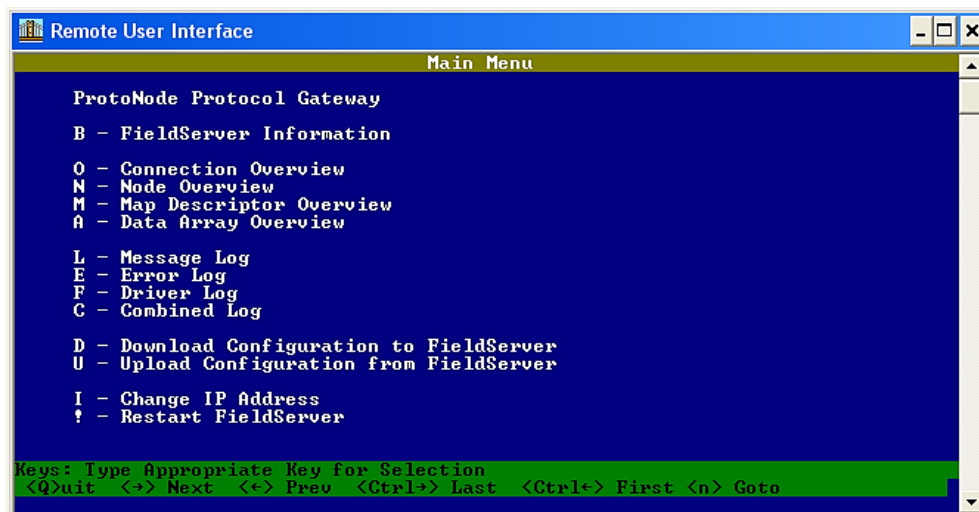 Remote User Interface
Main Menu
ProtoNode Protocol Gateway
B - FieldServer Information
O - Connection Overview
N - Node Overview
M - Map Descriptor Overview
A - Data Array Overview
L - Message Log
E - Error Log
F - Driver Log
C - Combined Log
D - Download Configuration to FieldServer
U - Upload Configuration from FieldServer
I - Change IP Address
! - Restart FieldServer
Keys: Type Appropriate Key for Selection
<Q>uit <→> Next <←> Prev <Ctrl→> Last <Ctrl←> First <n> Goto